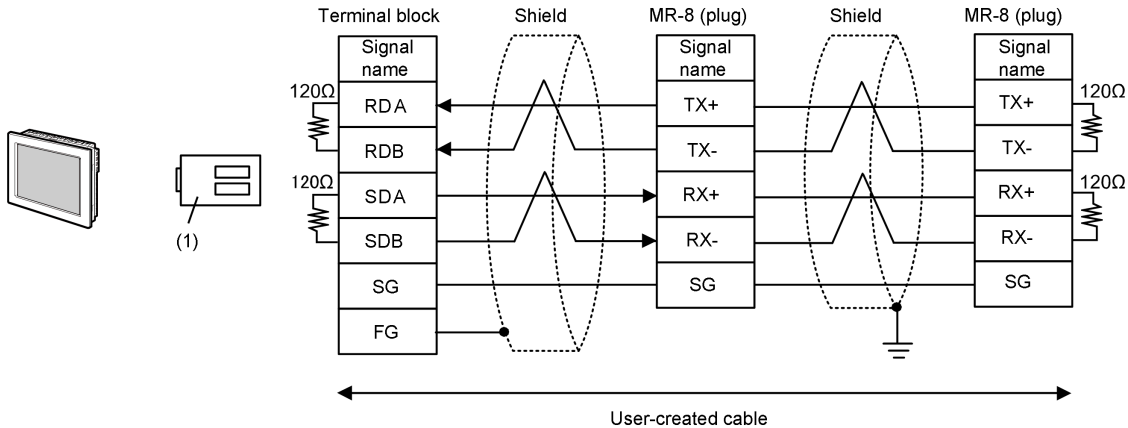 Terminal block Shield MR-8 (plug) Shield MR-8 (plug)
Signal name Signal name Signal name
120Ω RDA TX+ TX+ 120Ω
RDB TX- TX-
120Ω SDA RX+ RX+ 120Ω
SDB RX- RX-
(1)
SG SG SG
FG
User-created cable